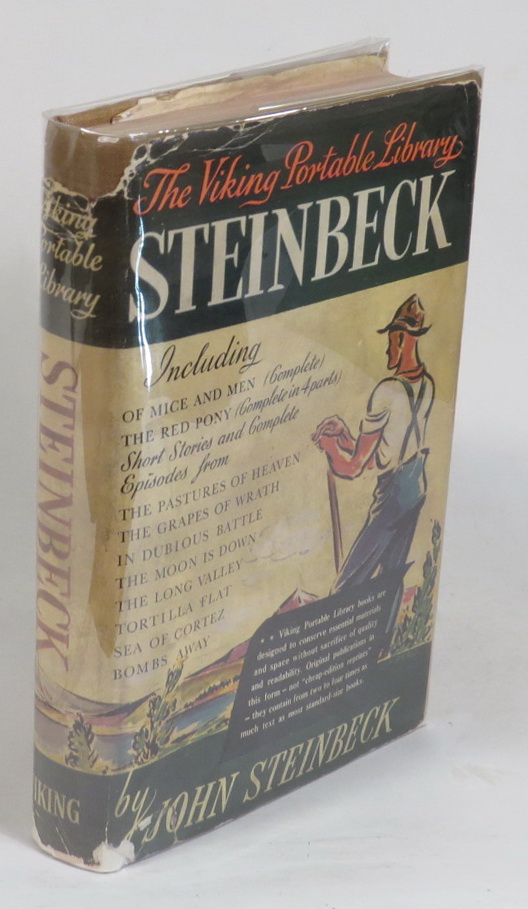 The Viking Portable Library
STEINBECK
Including
OF MICE AND MEN (Complete)
THE RED PONY (Complete in 4 parts)
Short Stories and Complete
Episodes from
THE PASTURES OF HEAVEN
THE GRAPES OF WRATH
IN DUBIOUS BATTLE
THE MOON IS DOWN
THE LONG VALLEY
TORTILLA FLAT
SEA OF CORTEZ
BOMBS AWAY
* * Viking Portable Library books are
designed to conserve essential materials
and space without sacrifice of quality
and readability. Original publications in
this form – not "cheap-edition reprints"
– they contain from two to four times as
much text as most standard-size books.
by JOHN STEINBECK
Viking
Portable
Library
STEINBECK
VIKING